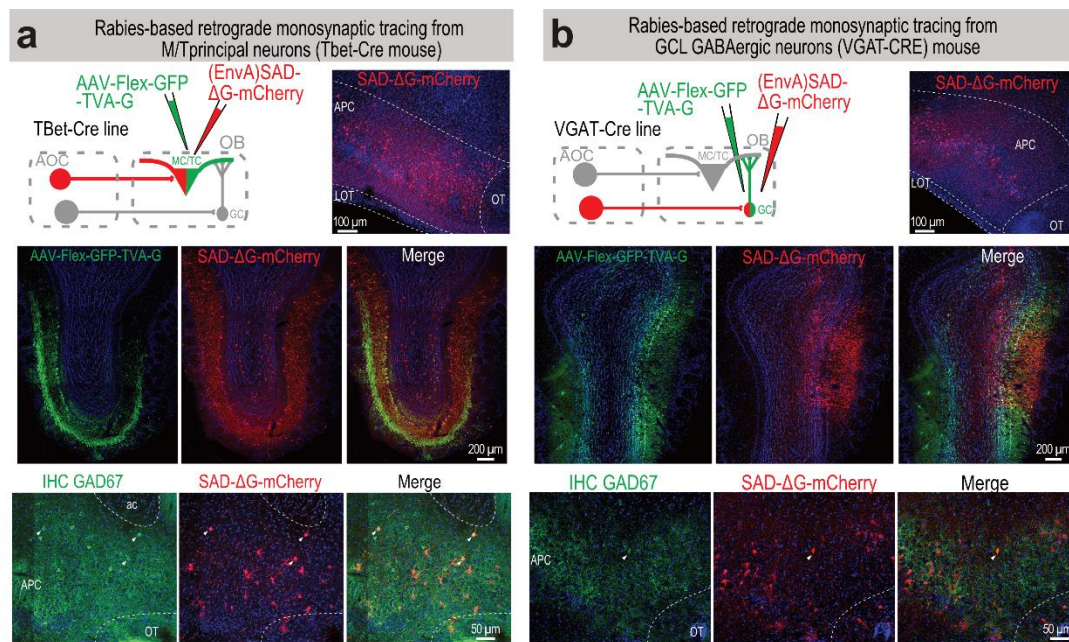 a
Rabies-based retrograde monosynaptic tracing from
M/Tprincipal neurons (Tbet-Cre mouse)
AAV-Flex-GFP
-TVA-G
(EnvA)SAD-
ΔG-mCherry
TBet-Cre line
AOC
MC/TC
OB
GC
SAD-ΔG-mCherry
APC
LOT
OT
100 µm
AAV-Flex-GFP-TVA-G
SAD-ΔG-mCherry
Merge
200 µm
IHC GAD67
SAD-ΔG-mCherry
Merge
ac
APC
OT
50 µm
b
Rabies-based retrograde monosynaptic tracing from
GCL GABAergic neurons (VGAT-CRE) mouse
AAV-Flex-GFP
-TVA-G
(EnvA)SAD-
ΔG-mCherry
VGAT-Cre line
AOC
MC/TC
OB
GC
SAD-ΔG-mCherry
APC
LOT
OT
100 µm
AAV-Flex-GFP-TVA-G
SAD-ΔG-mCherry
Merge
200 µm
IHC GAD67
SAD-ΔG-mCherry
Merge
APC
OT
50 µm